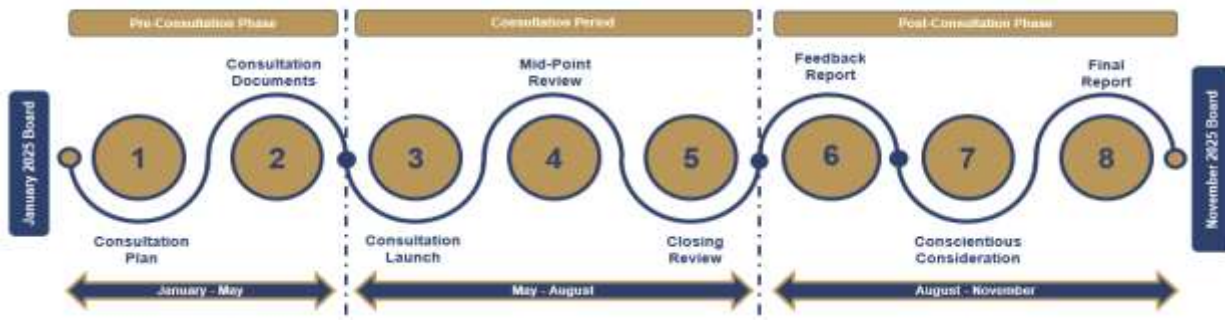 Pre-Consultation Phase
Consultation Period
Post-Consultation Phase
January 2025 Board
Consultation
Documents
Mid-Point
Review
Feedback
Report
Final
Report
November 2025 Board
1
2
3
4
5
6
7
8
Consultation
Plan
Consultation
Launch
Closing
Review
Conscientious
Consideration
January - May
May - August
August - November